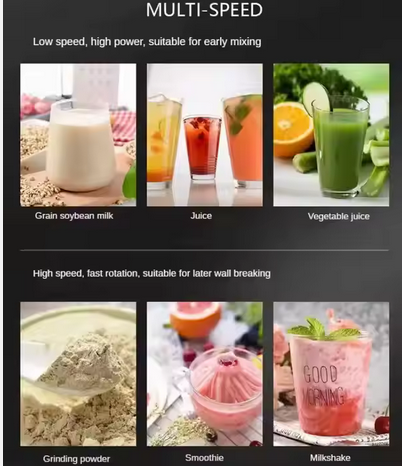 MULTI-SPEED
Low speed, high power, suitable for early mixing
Grain soybean milk
Juice
Vegetable juice
High speed, fast rotation, suitable for later wall breaking
GOOD
MORNING
Grinding powder
Smoothie
Milkshake